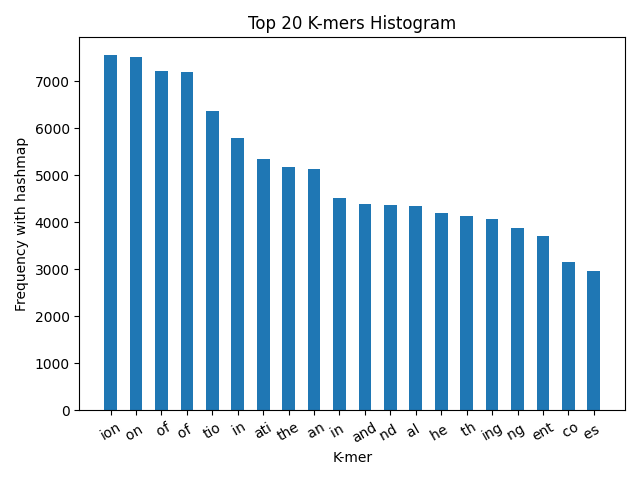 Top 20 K-mers Histogram
Frequency with hashmap
7000
6000
5000
4000
3000
2000
1000
0
ion on of of tio in ati the an in and nd al he th ing ng ent co es
K-mer